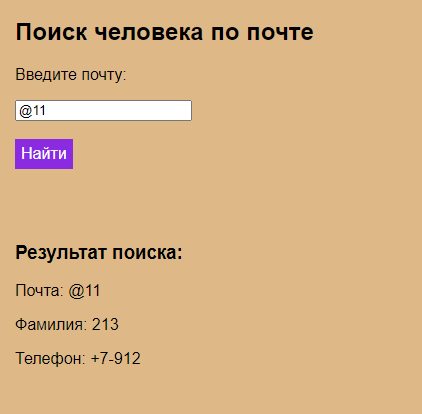 Поиск человека по почте
Введите почту:
@11
Найти
Результат поиска:
Почта: @11
Фамилия: 213
Телефон: +7-912